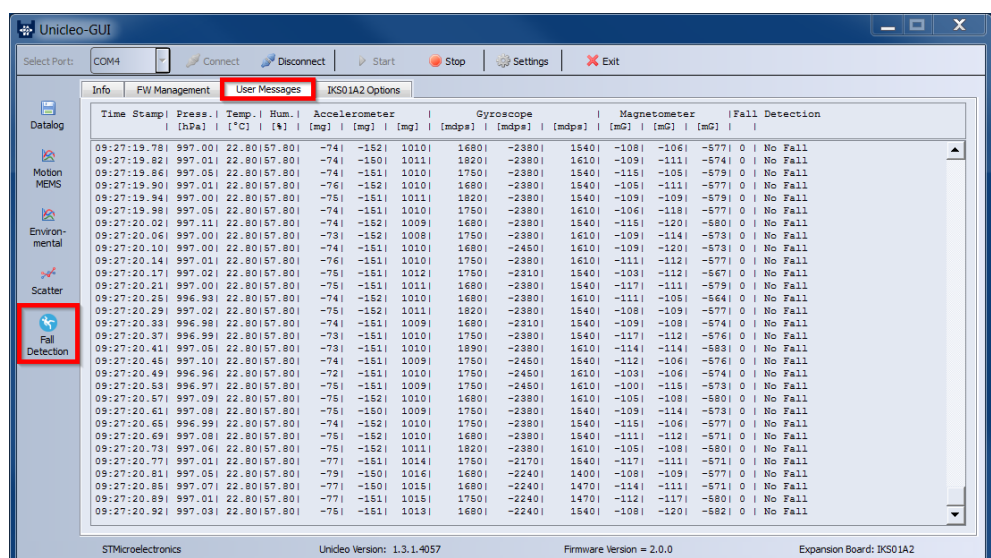 Unicleo-GUI
Select Port: COM4 Connect Disconnect Start Stop Settings Exit
Info FW Management User Messages IKS01A2 Options
Datalog
Motion
MEMS
Environ-
mental
Scatter
Fall
Detection
Time Stamp| Press.| Temp.| Hum.| Accelerometer | Gyroscope | Magnetometer |Fall Detection
| [hPa] | [°C] | [%] | [mg] | [mg] | [mg] | [mdps] | [mdps] | [mdps] | [mG] | [mG] | [mG] | |
09:27:19.78| 997.00| 22.80|57.80| -74| -152| 1010| 1680| -2380| 1540| -108| -106| -577| 0 | No Fall
09:27:19.82| 997.01| 22.80|57.80| -74| -150| 1011| 1820| -2380| 1610| -109| -111| -574| 0 | No Fall
09:27:19.86| 997.05| 22.80|57.80| -74| -151| 1010| 1750| -2380| 1540| -115| -105| -579| 0 | No Fall
09:27:19.90| 997.01| 22.80|57.80| -76| -152| 1010| 1680| -2380| 1540| -105| -111| -577| 0 | No Fall
09:27:19.94| 997.00| 22.80|57.80| -75| -151| 1011| 1820| -2380| 1540| -109| -109| -579| 0 | No Fall
09:27:19.98| 997.05| 22.80|57.80| -74| -151| 1010| 1750| -2380| 1610| -106| -118| -577| 0 | No Fall
09:27:20.02| 997.11| 22.80|57.80| -74| -152| 1009| 1680| -2380| 1540| -115| -120| -580| 0 | No Fall
09:27:20.06| 997.00| 22.80|57.80| -73| -152| 1008| 1750| -2380| 1610| -109| -114| -573| 0 | No Fall
09:27:20.10| 997.00| 22.80|57.80| -74| -151| 1010| 1680| -2450| 1610| -109| -120| -573| 0 | No Fall
09:27:20.14| 997.01| 22.80|57.80| -76| -151| 1010| 1750| -2380| 1610| -111| -112| -577| 0 | No Fall
09:27:20.17| 997.02| 22.80|57.80| -75| -151| 1012| 1750| -2310| 1540| -103| -112| -567| 0 | No Fall
09:27:20.21| 997.00| 22.80|57.80| -75| -151| 1011| 1680| -2380| 1540| -117| -111| -579| 0 | No Fall
09:27:20.25| 996.93| 22.80|57.80| -74| -152| 1010| 1680| -2380| 1610| -111| -105| -564| 0 | No Fall
09:27:20.29| 997.02| 22.80|57.80| -75| -152| 1011| 1820| -2380| 1540| -108| -109| -577| 0 | No Fall
09:27:20.33| 996.98| 22.80|57.80| -74| -151| 1009| 1680| -2310| 1540| -109| -108| -574| 0 | No Fall
09:27:20.37| 996.99| 22.80|57.80| -73| -151| 1010| 1750| -2380| 1540| -117| -112| -576| 0 | No Fall
09:27:20.41| 997.05| 22.80|57.80| -73| -151| 1010| 1890| -2380| 1610| -114| -114| -583| 0 | No Fall
09:27:20.45| 997.10| 22.80|57.80| -74| -151| 1009| 1750| -2450| 1540| -112| -106| -576| 0 | No Fall
09:27:20.49| 996.96| 22.80|57.80| -72| -151| 1010| 1750| -2450| 1610| -103| -106| -574| 0 | No Fall
09:27:20.53| 996.97| 22.80|57.80| -75| -151| 1009| 1750| -2450| 1610| -100| -115| -573| 0 | No Fall
09:27:20.57| 997.09| 22.80|57.80| -75| -152| 1010| 1680| -2380| 1610| -105| -108| -580| 0 | No Fall
09:27:20.61| 997.08| 22.80|57.80| -75| -150| 1009| 1750| -2380| 1540| -109| -114| -573| 0 | No Fall
09:27:20.65| 996.99| 22.80|57.80| -74| -152| 1010| 1750| -2380| 1540| -115| -106| -577| 0 | No Fall
09:27:20.69| 997.08| 22.80|57.80| -75| -152| 1010| 1680| -2380| 1540| -111| -112| -571| 0 | No Fall
09:27:20.73| 997.06| 22.80|57.80| -75| -152| 1011| 1820| -2380| 1610| -105| -108| -580| 0 | No Fall
09:27:20.77| 997.01| 22.80|57.80| -77| -151| 1014| 1750| -2170| 1540| -117| -111| -571| 0 | No Fall
09:27:20.81| 997.05| 22.80|57.80| -79| -150| 1016| 1680| -2240| 1400| -108| -109| -577| 0 | No Fall
09:27:20.85| 997.07| 22.80|57.80| -77| -150| 1015| 1680| -2240| 1470| -114| -111| -571| 0 | No Fall
09:27:20.89| 997.01| 22.80|57.80| -77| -151| 1015| 1750| -2240| 1470| -112| -117| -580| 0 | No Fall
09:27:20.92| 997.03| 22.80|57.80| -75| -151| 1013| 1680| -2240| 1540| -108| -120| -582| 0 | No Fall
STMicroelectronics Unicleo Version: 1.3.1.4057 Firmware Version = 2.0.0 Expansion Board: IKS01A2